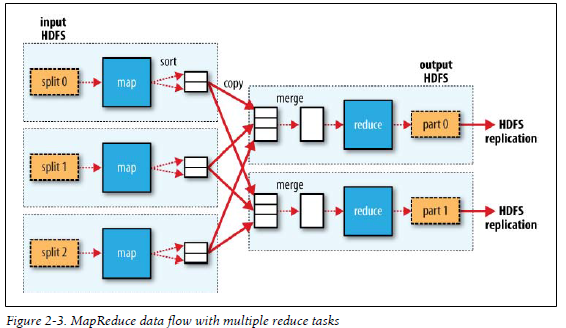 input
HDFS
split 0
map
sort
copy
split 1
map
split 2
map
output
HDFS
merge
reduce
part 0
HDFS
replication
merge
reduce
part 1
HDFS
replication
Figure 2-3. MapReduce data flow with multiple reduce tasks